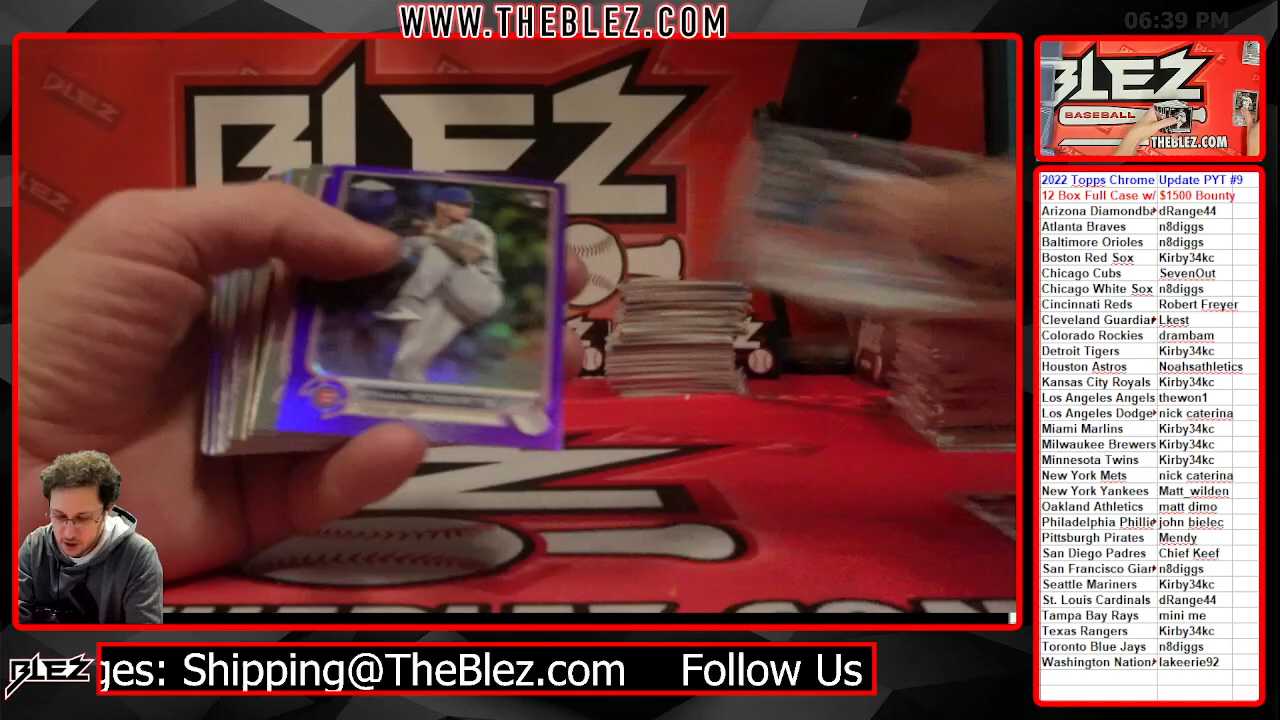 WWW.THEBLEZ.COM
06:39 PM
BLEZ
BLEZ
BASEBALL
THEBLEZ.COM
2022 Topps Chrome Update PYT #9
12 Box Full Case w/ $1500 Bounty
Arizona Diamondba dRange44
Atlanta Braves n8diggs
Baltimore Orioles n8diggs
Boston Red Sox Kirby34kc
Chicago Cubs SevenOut
Chicago White Sox n8diggs
Cincinnati Reds Robert Freyer
Cleveland Guardia Lkest
Colorado Rockies drambam
Detroit Tigers Kirby34kc
Houston Astros Noahsathletics
Kansas City Royals Kirby34kc
Los Angeles Angels thewon1
Los Angeles Dodge nick caterina
Miami Marlins Kirby34kc
Milwaukee Brewers Kirby34kc
Minnesota Twins Kirby34kc
New York Mets nick caterina
New York Yankees Matt_wilden
Oakland Athletics matt dimo
Philadelphia Phillie john bielec
Pittsburgh Pirates Mendy
San Diego Padres Chief Keef
San Francisco Gian n8diggs
Seattle Mariners Kirby34kc
St. Louis Cardinals dRange44
Tampa Bay Rays mini me
Texas Rangers Kirby34kc
Toronto Blue Jays n8diggs
Washington Nation lakeerie92
BLEZ
ges: Shipping@TheBlez.com Follow Us